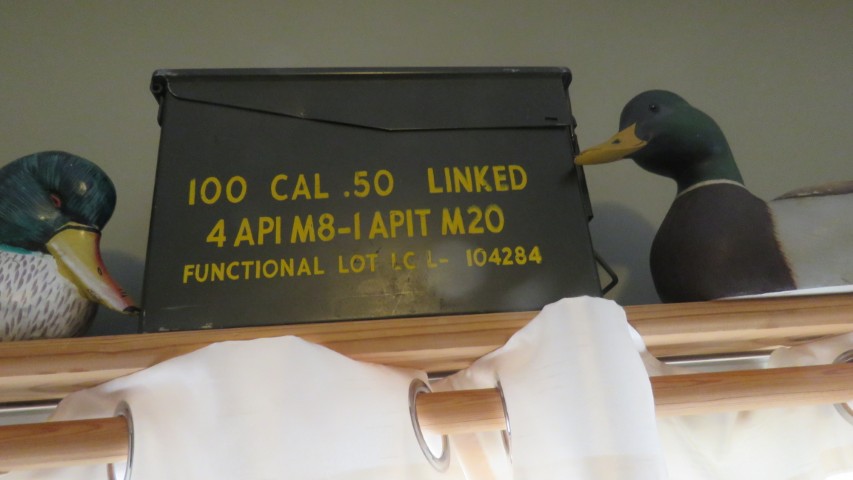 100 CAL .50 LINKED
4 API M8-1 APIT M20
FUNCTIONAL LOT LC L- 104284